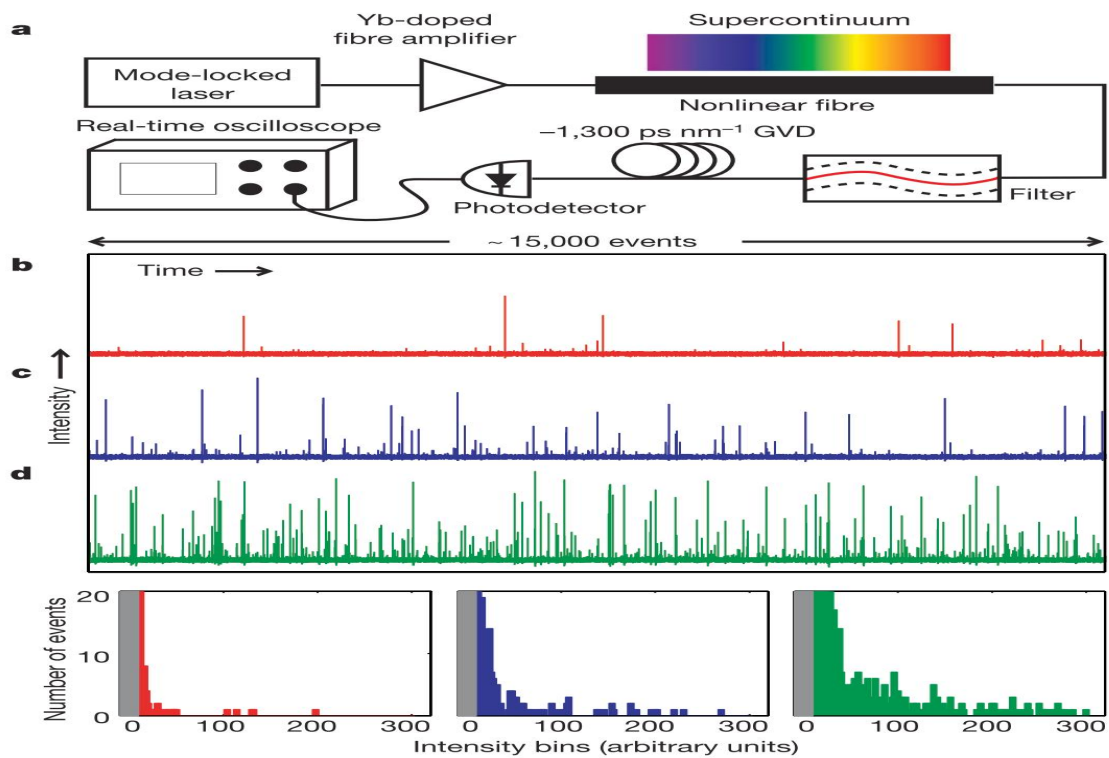 a
Yb-doped
fibre amplifier
Supercontinuum
Mode-locked
laser
Nonlinear fibre
Real-time oscilloscope
−1,300 ps nm⁻¹ GVD
Photodetector
Filter
~ 15,000 events
b
Time
c
Intensity
d
Number of events
20
10
0
0 100 200 300
0 100 200 300
0 100 200 300
Intensity bins (arbitrary units)